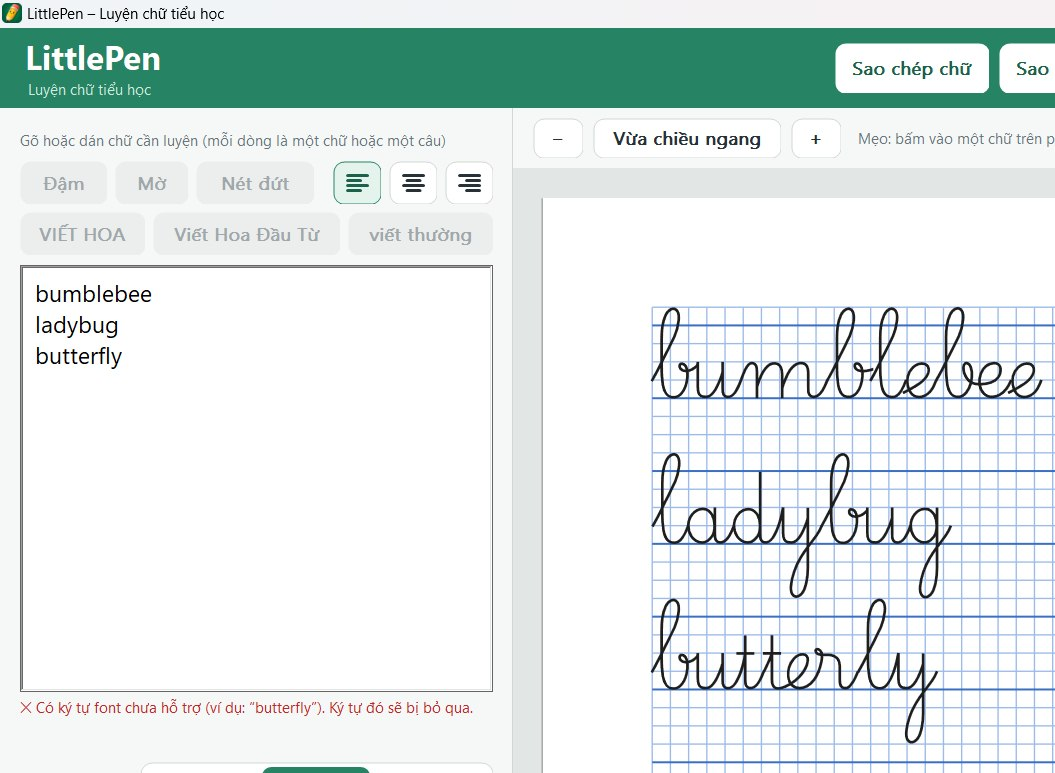 LittlePen – Luyện chữ tiểu học
LittlePen
Luyện chữ tiểu học
Sao chép chữ
Sao
Gõ hoặc dán chữ cần luyện (mỗi dòng là một chữ hoặc một câu)
Đậm
Mờ
Nét đứt
VIẾT HOA
Viết Hoa Đầu Từ
viết thường
bumblebee
ladybug
butterfly
× Có ký tự font chưa hỗ trợ (ví dụ: “butterfly”). Ký tự đó sẽ bị bỏ qua.
−
Vừa chiều ngang
+
Mẹo: bấm vào một chữ trên p
bumblebee
ladybug
butterly